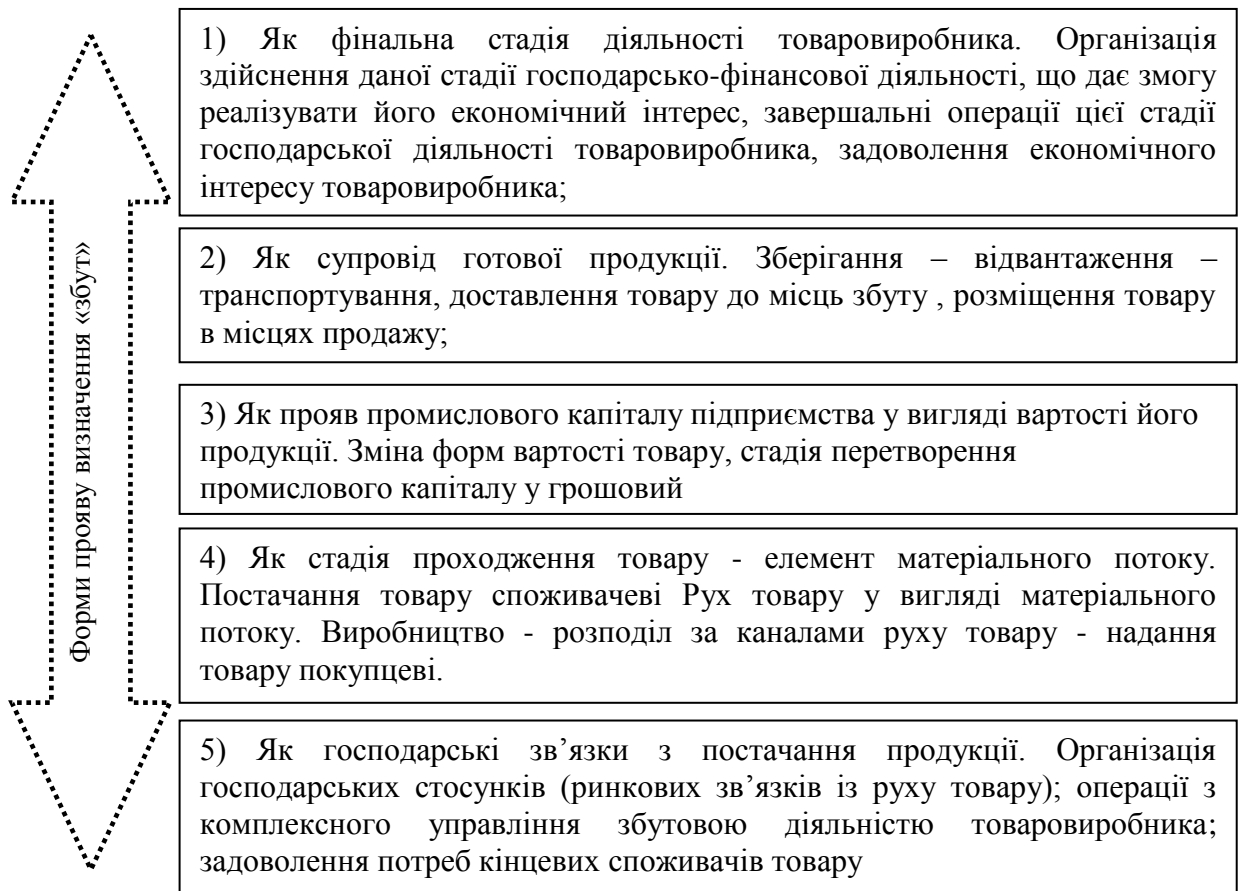 Форми прояву визначення «збут»
1) Як фінальна стадія діяльності товаровиробника. Організація
здійснення даної стадії господарсько-фінансової діяльності, що дає змогу
реалізувати його економічний інтерес, завершальні операції цієї стадії
господарської діяльності товаровиробника, задоволення економічного
інтересу товаровиробника;
2) Як супровід готової продукції. Зберігання – відвантаження –
транспортування, доставлення товару до місць збуту , розміщення товару
в місцях продажу;
3) Як прояв промислового капіталу підприємства у вигляді вартості його
продукції. Зміна форм вартості товару, стадія перетворення
промислового капіталу у грошовий
4) Як стадія проходження товару - елемент матеріального потоку.
Постачання товару споживачеві Рух товару у вигляді матеріального
потоку. Виробництво - розподіл за каналами руху товару - надання
товару покупцеві.
5) Як господарські зв’язки з постачання продукції. Організація
господарських стосунків (ринкових зв’язків із руху товару); операції з
комплексного управління збутовою діяльністю товаровиробника;
задоволення потреб кінцевих споживачів товару